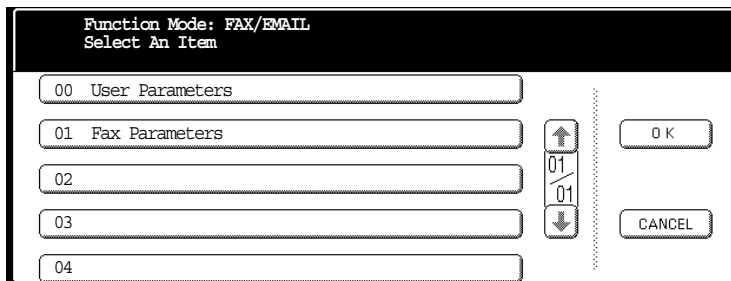 Function Mode: FAX/EMAIL
Select An Item
00 User Parameters
01 Fax Parameters
OK
02
01
01
03
CANCEL
04